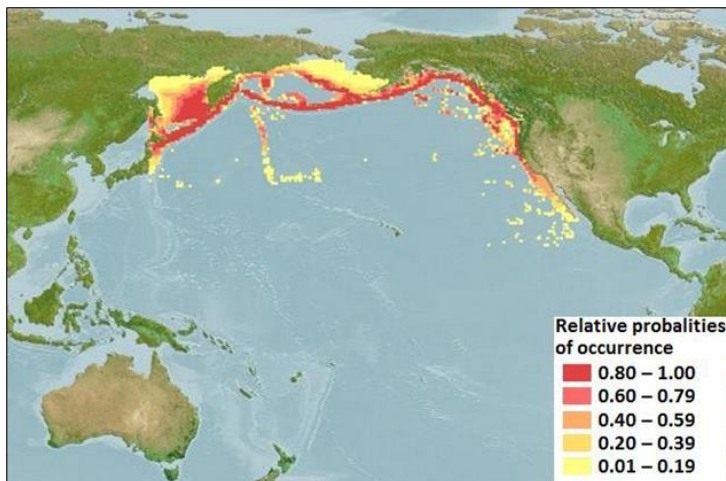 Relative probalities
of occurrence
0.80 – 1.00
0.60 – 0.79
0.40 – 0.59
0.20 – 0.39
0.01 – 0.19